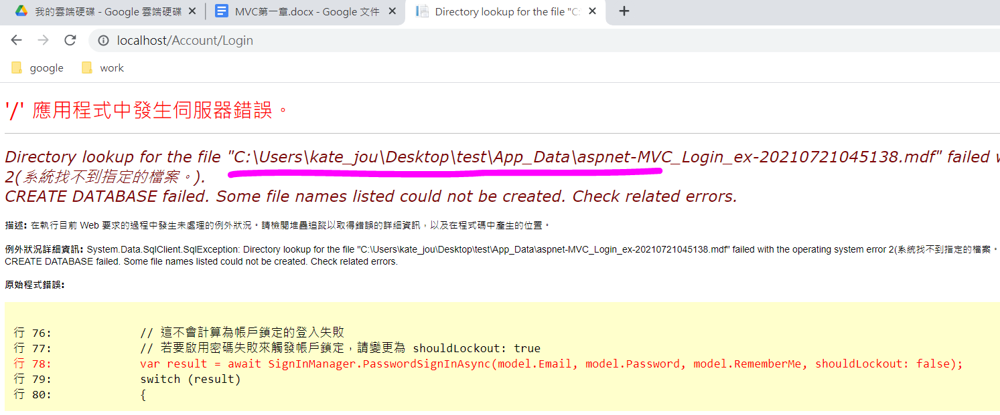 我的雲端硬碟 - Google 雲端硬碟
MVC第一章.docx - Google 文件
Directory lookup for the file "C:
localhost/Account/Login
google work
'/' 應用程式中發生伺服器錯誤。
Directory lookup for the file "C:\Users\kate_jou\Desktop\test\App_Data\aspnet-MVC_Login_ex-20210721045138.mdf" failed w
2(系統找不到指定的檔案。).
CREATE DATABASE failed. Some file names listed could not be created. Check related errors.
描述: 在執行目前 Web 要求的過程中發生未處理的例外狀況。請檢閱堆疊追蹤以取得錯誤的詳細資訊，以及在程式碼中產生的位置。
例外狀況詳細資訊: System.Data.SqlClient.SqlException: Directory lookup for the file "C:\Users\kate_jou\Desktop\test\App_Data\aspnet-MVC_Login_ex-20210721045138.mdf" failed with the operating system error 2(系統找不到指定的檔案。
CREATE DATABASE failed. Some file names listed could not be created. Check related errors.
原始程式錯誤:
行 76: // 這不會計算為帳戶鎖定的登入失敗
行 77: // 若要啟用密碼失敗來觸發帳戶鎖定，請變更為 shouldLockout: true
行 78: var result = await SignInManager.PasswordSignInAsync(model.Email, model.Password, model.RememberMe, shouldLockout: false);
行 79: switch (result)
行 80: {